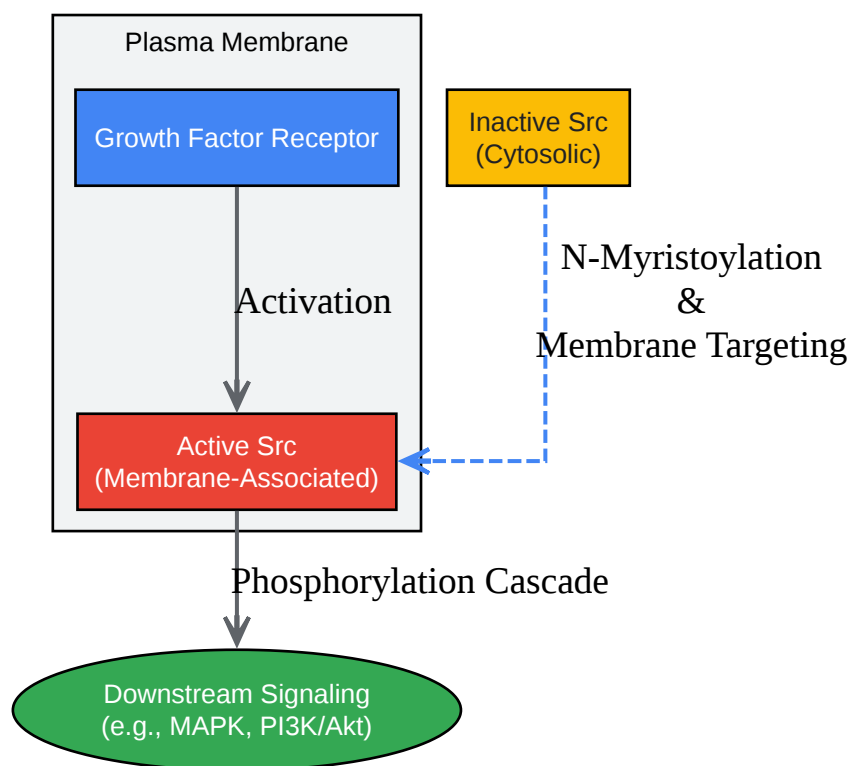 Plasma Membrane
Growth Factor Receptor
Inactive Src
(Cytosolic)
N-Myristoylation
&
Membrane Targeting
Activation
Active Src
(Membrane-Associated)
Phosphorylation Cascade
Downstream Signaling
(e.g., MAPK, PI3K/Akt)